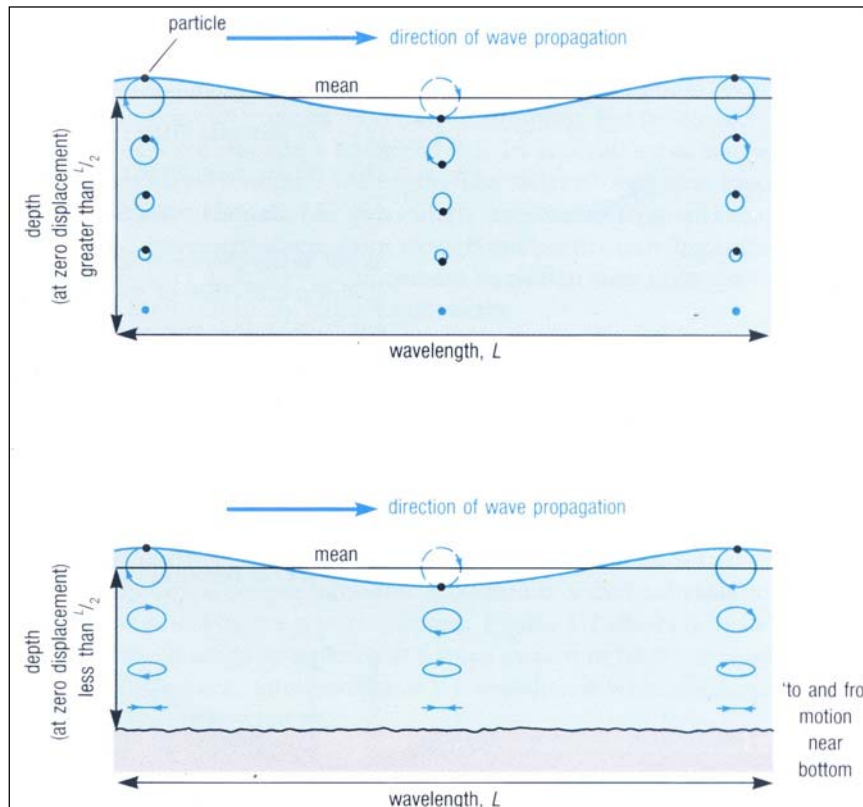 particle
direction of wave propagation
mean
depth
(at zero displacement)
greater than L/2
wavelength, L
direction of wave propagation
mean
depth
(at zero displacement)
less than L/2
'to and fro
motion
near
bottom
wavelength, L